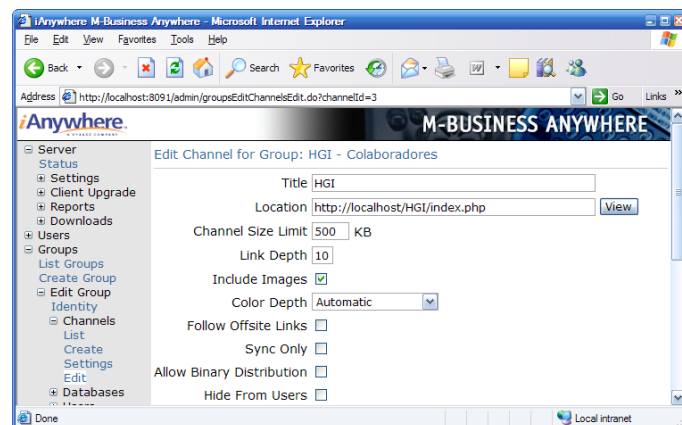 iAnywhere M-Business Anywhere - Microsoft Internet Explorer
File Edit View Favorites Tools Help
Back Search Favorites
Address http://localhost:8091/admin/groupsEditChannelsEdit.do?channelId=3 Go Links »
iAnywhere
A SYBASE COMPANY
M-BUSINESS ANYWHERE
Server
Status
Settings
Client Upgrade
Reports
Downloads
Users
Groups
List Groups
Create Group
Edit Group
Identity
Channels
List
Create
Settings
Edit
Databases
Users
Edit Channel for Group: HGI - Colaboradores
Title HGI
Location http://localhost/HGI/index.php View
Channel Size Limit 500 KB
Link Depth 10
Include Images
Color Depth Automatic
Follow Offsite Links
Sync Only
Allow Binary Distribution
Hide From Users
Done Local intranet